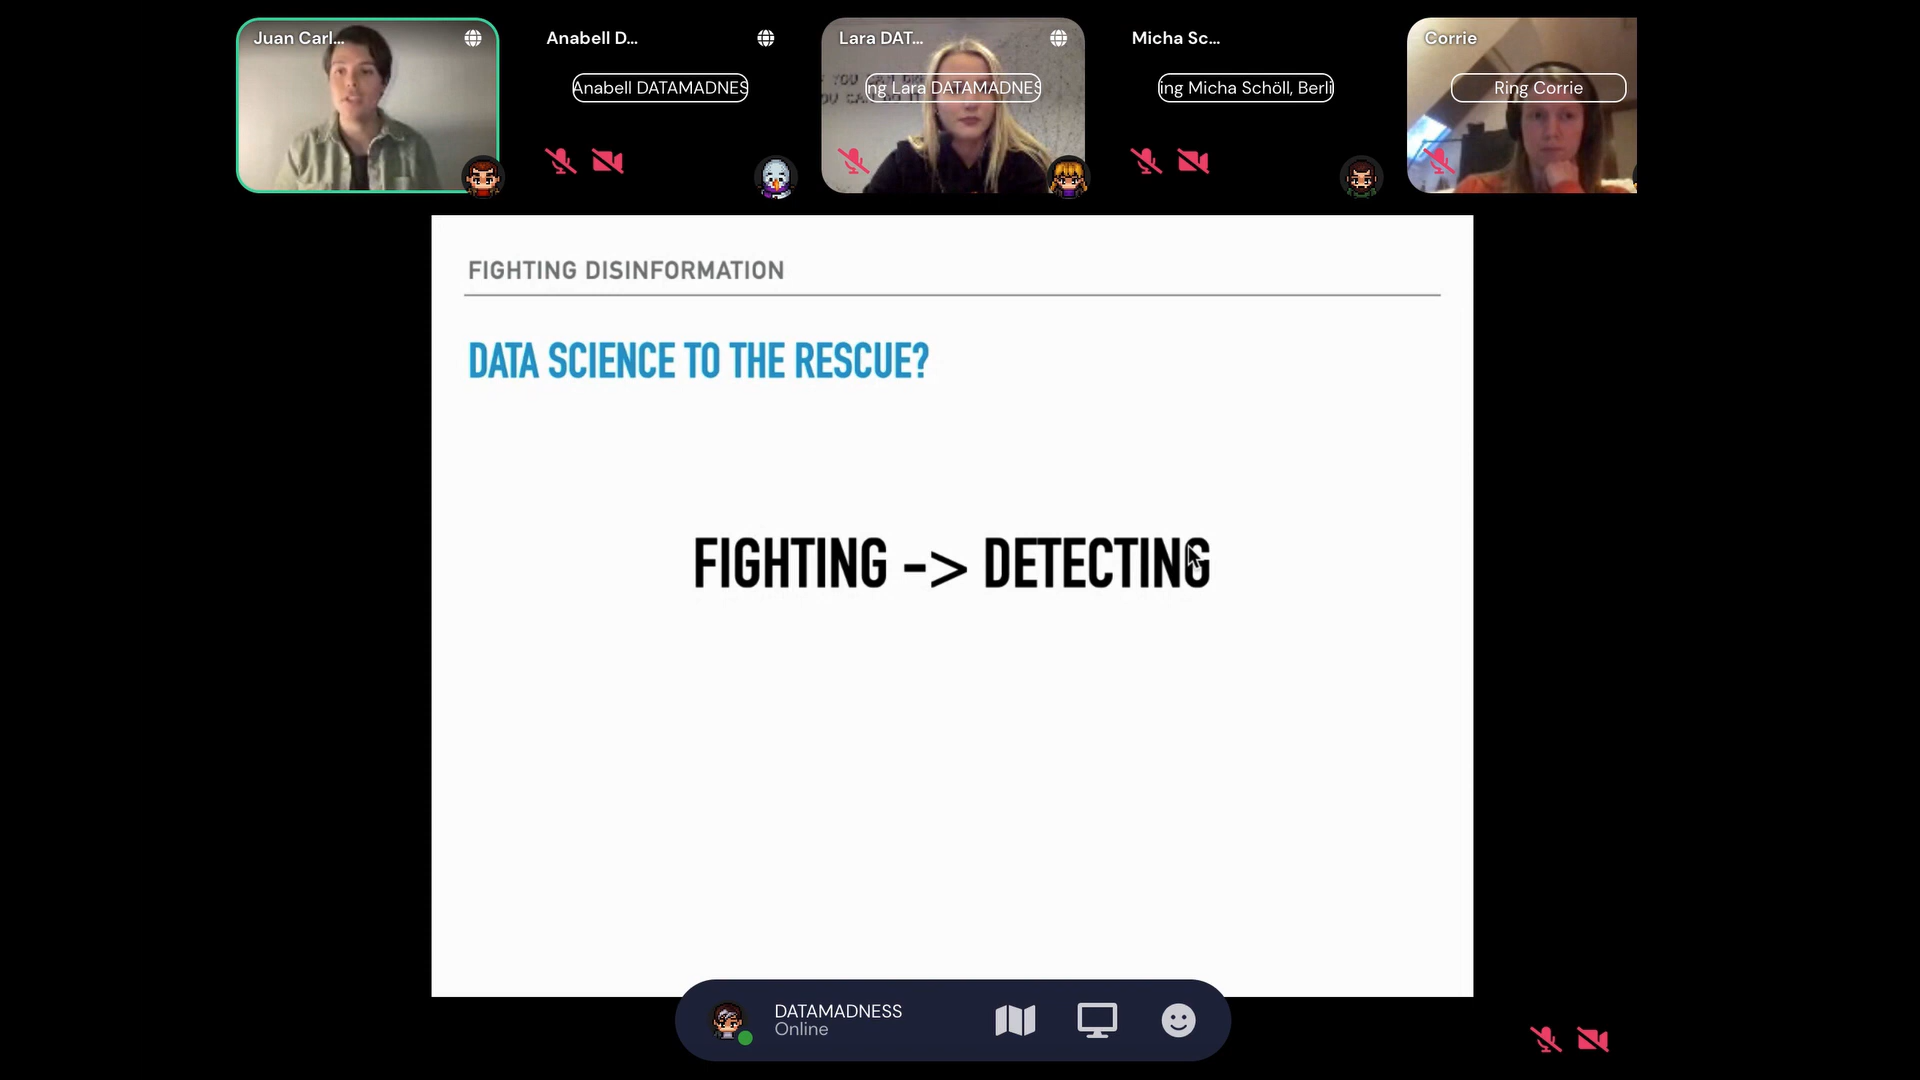 Juan Carl...
Anabell D...
Lara DAT...
Micha Sc...
Corrie
Anabell DATAMADNES
ng Lara DATAMADNES
ing Micha Schöll, Berli
Ring Corrie
FIGHTING DISINFORMATION
DATA SCIENCE TO THE RESCUE?
FIGHTING -> DETECTING
DATAMADNESS
Online